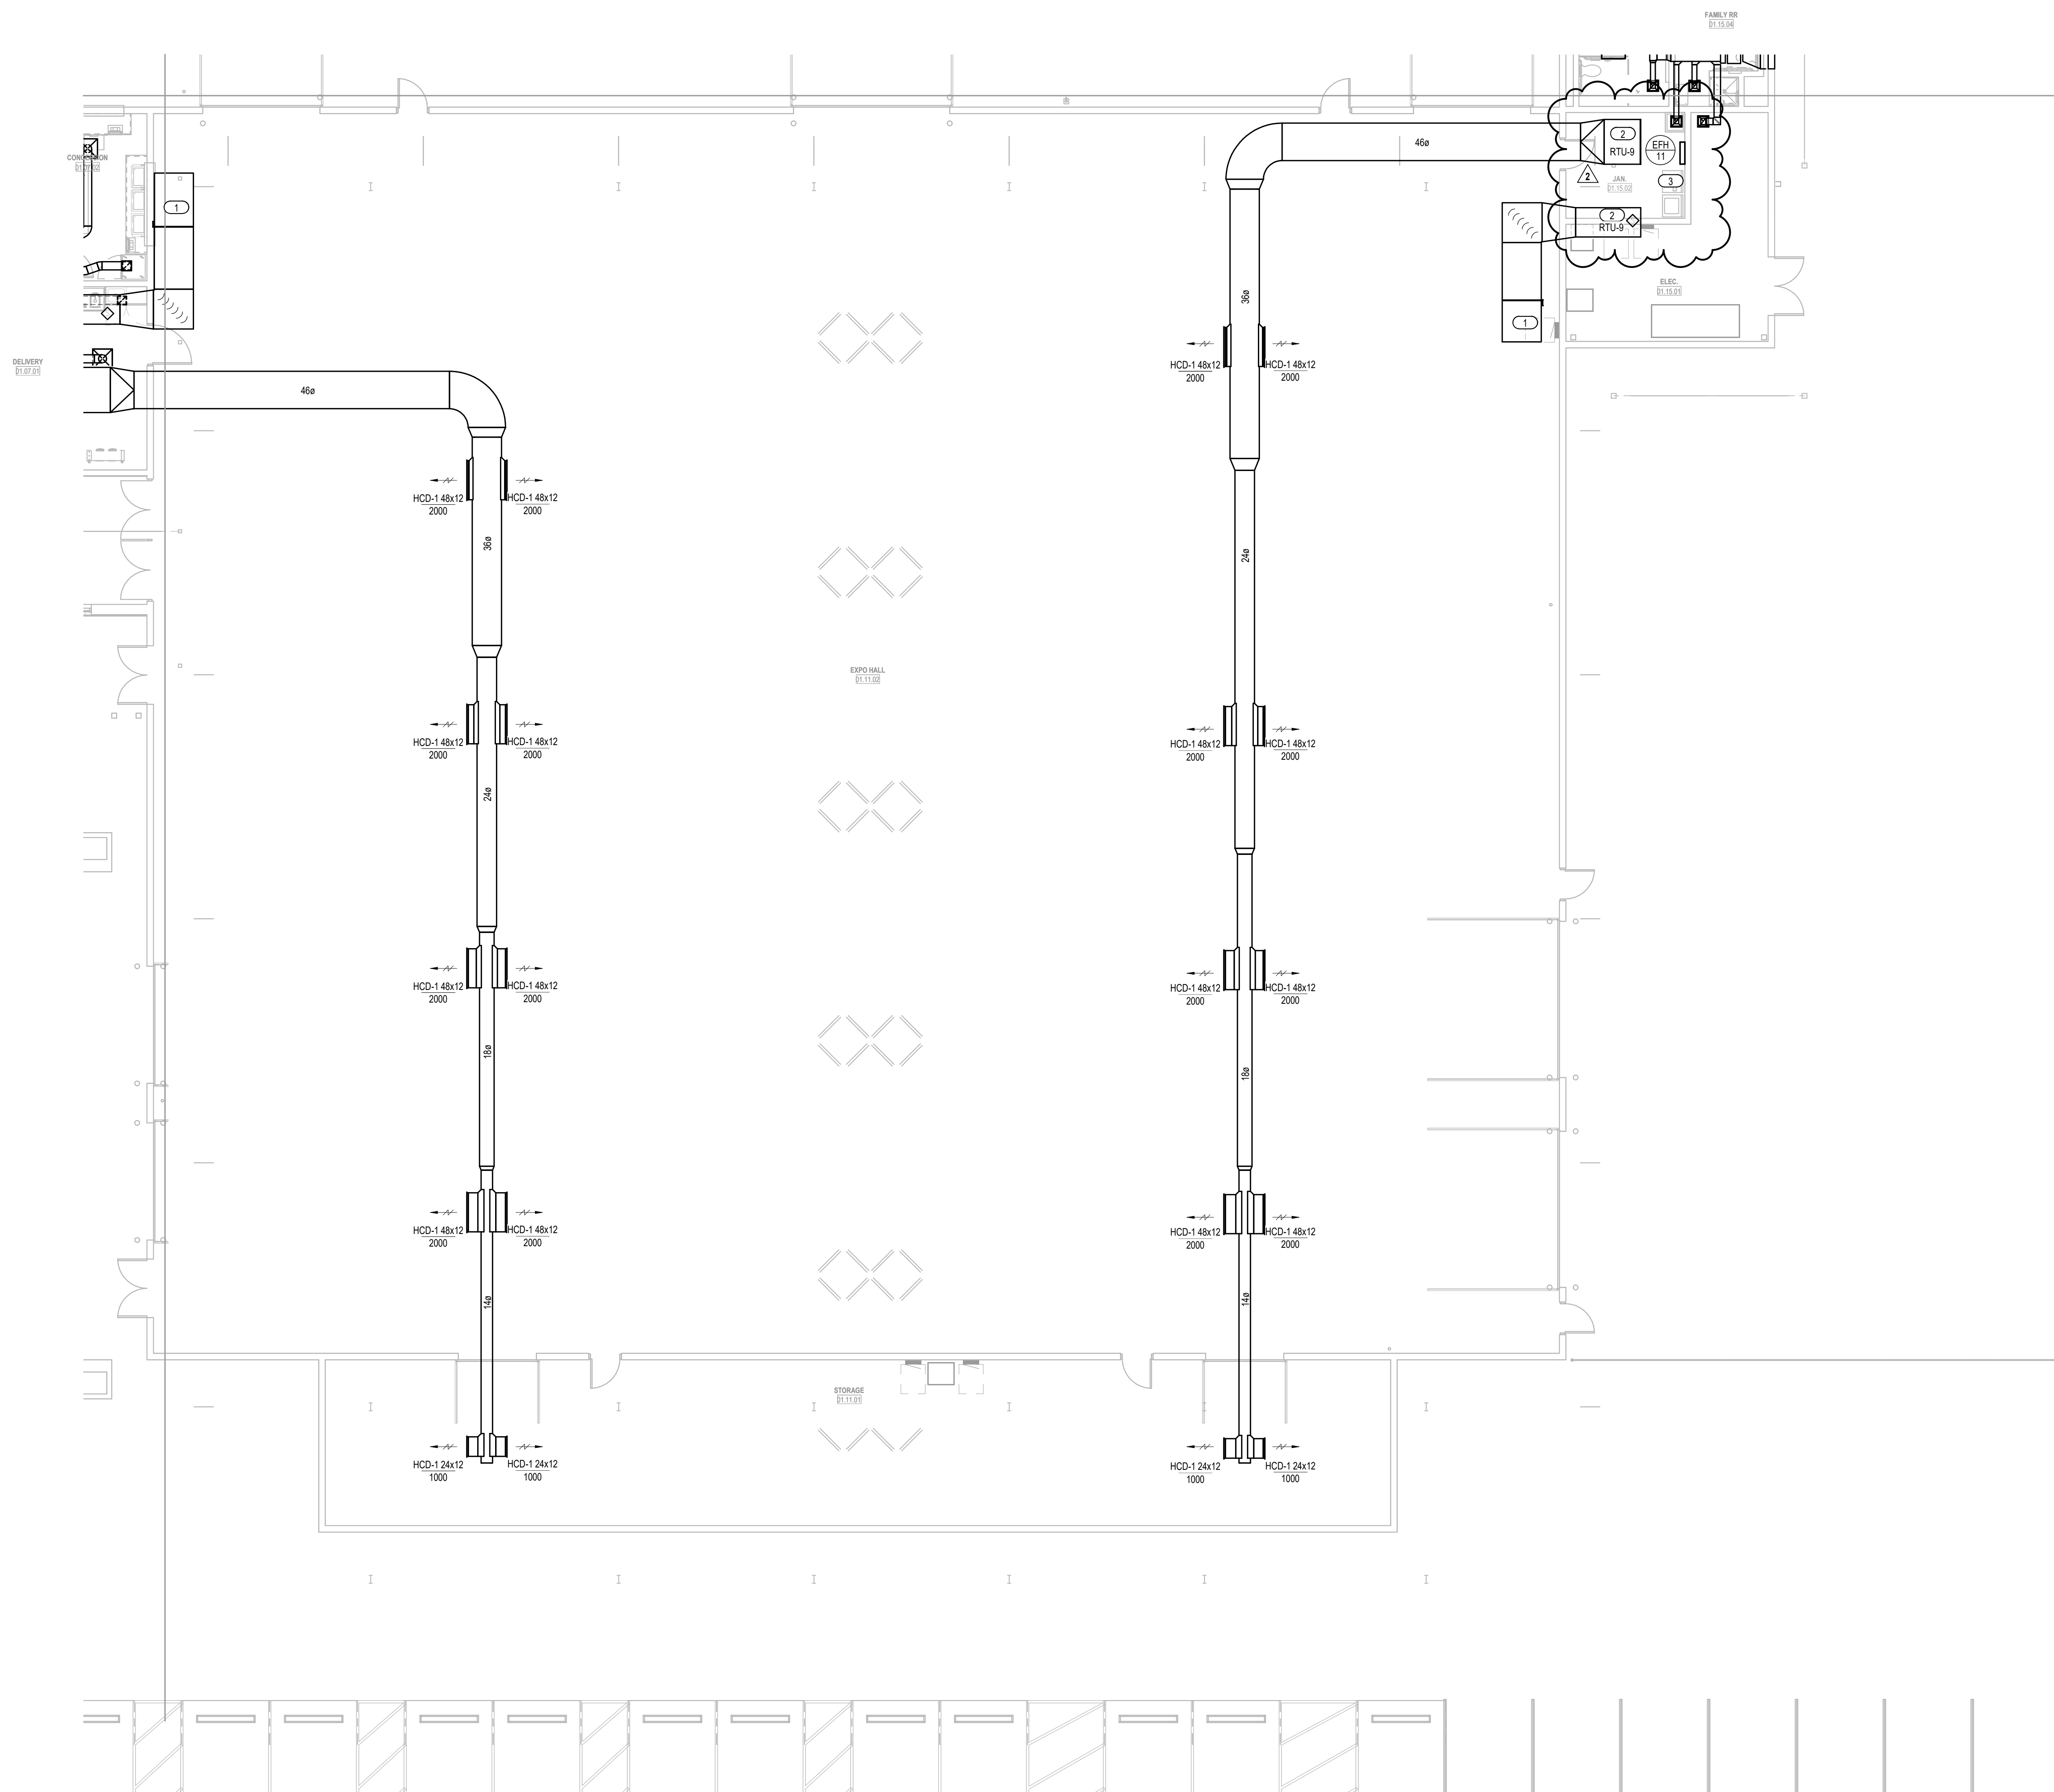 FAMILY RR
01.15.04
46ø
2
RTU-9
EFH
11
2
JAN.
01.15.02
3
CONCESSION
1
2
RTU-9
ELEC.
01.15.01
36ø
1
DELIVERY
01.07.01
HCD-1 48x12
2000
HCD-1 48x12
2000
46ø
HCD-1 48x12
2000
HCD-1 48x12
2000
36ø
24ø
EXPO HALL
01.11.02
HCD-1 48x12
2000
HCD-1 48x12
2000
HCD-1 48x12
2000
HCD-1 48x12
2000
24ø
HCD-1 48x12
2000
HCD-1 48x12
2000
HCD-1 48x12
2000
HCD-1 48x12
2000
18ø
18ø
HCD-1 48x12
2000
HCD-1 48x12
2000
HCD-1 48x12
2000
HCD-1 48x12
2000
14ø
14ø
STORAGE
01.11.01
HCD-1 24x12
1000
HCD-1 24x12
1000
HCD-1 24x12
1000
HCD-1 24x12
1000